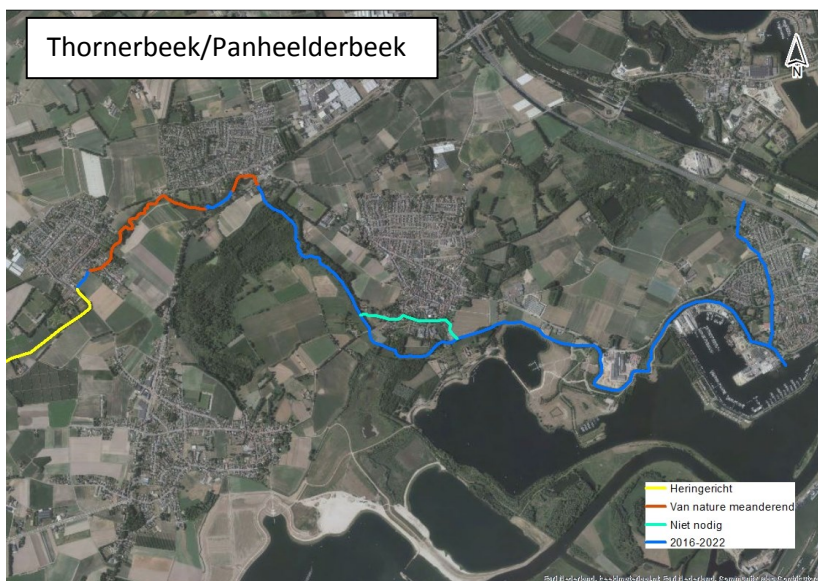 Thornerbeek/Panheelderbeek
N
Heringericht
Van nature meanderend
Niet nodig
2016-2022